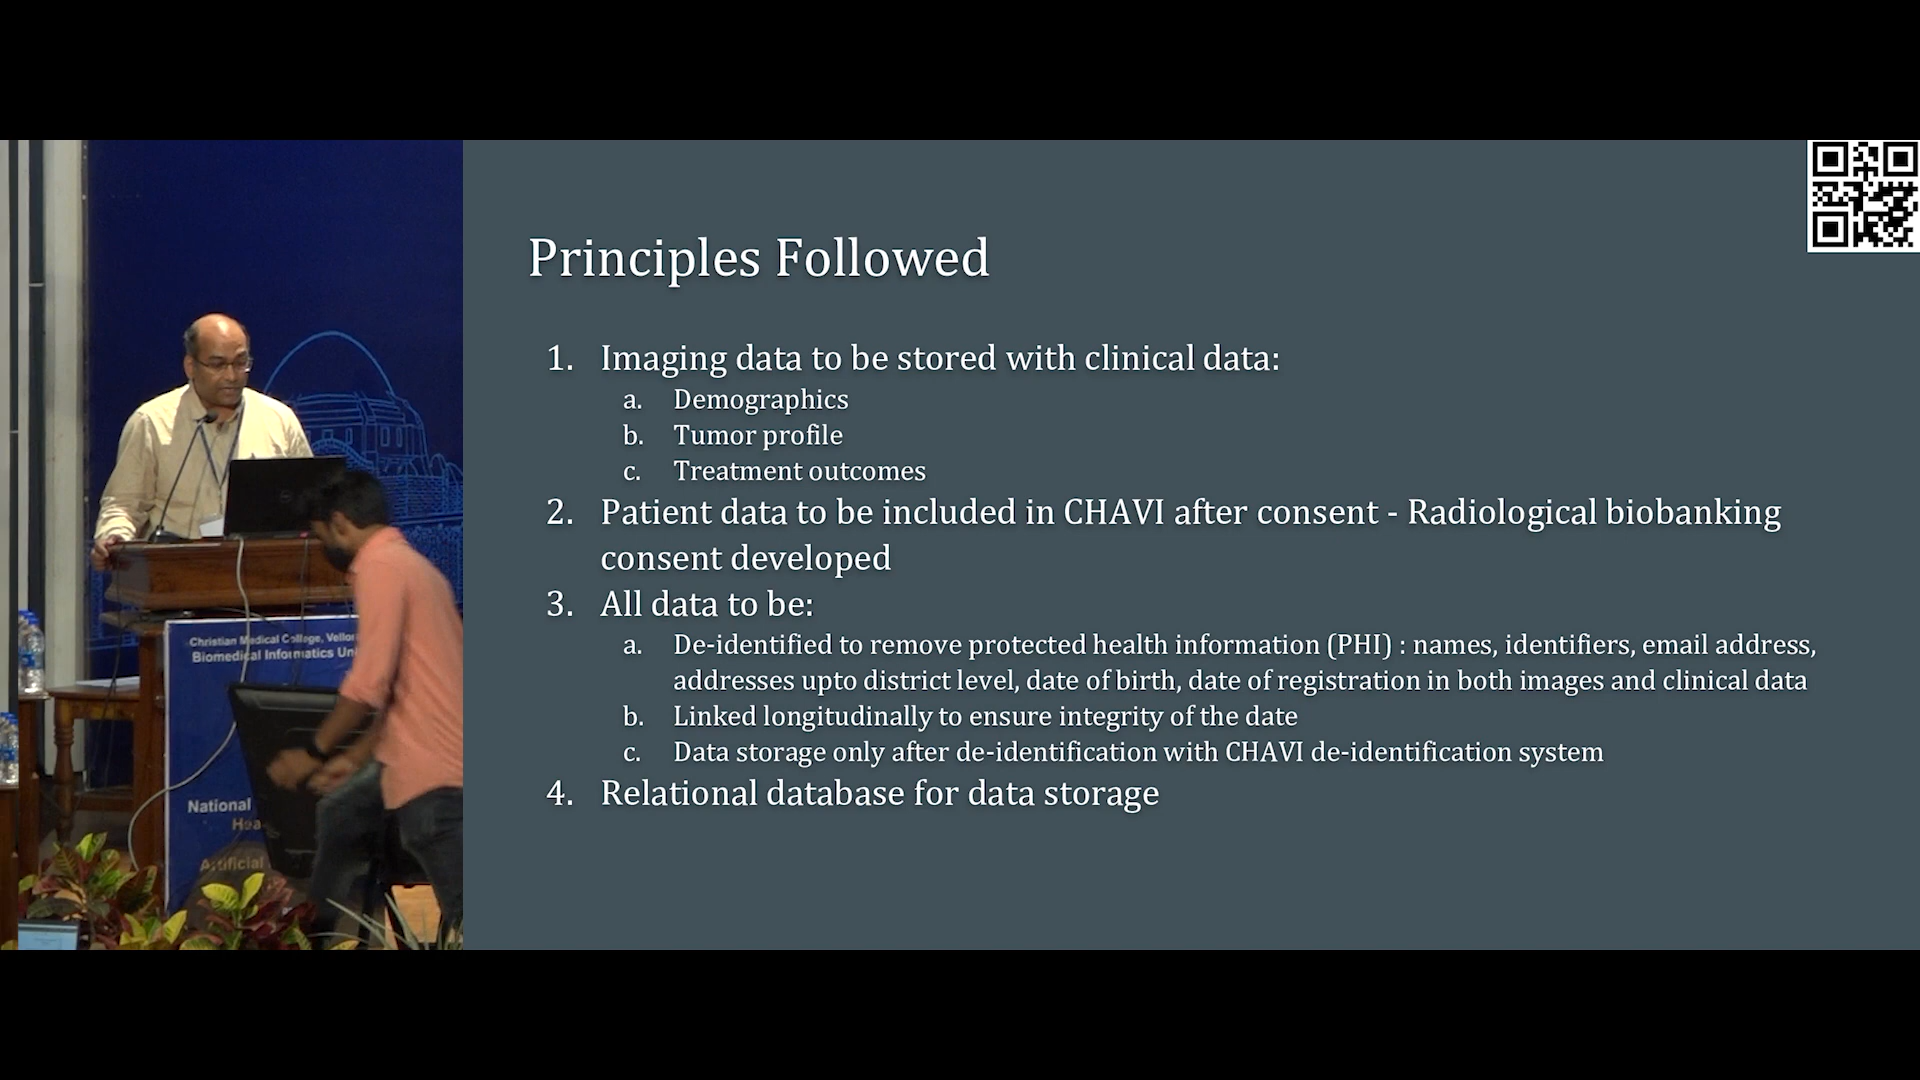 Principles Followed
1. Imaging data to be stored with clinical data:
a. Demographics
b. Tumor profile
c. Treatment outcomes
2. Patient data to be included in CHAVI after consent - Radiological biobanking
consent developed
3. All data to be:
a. De-identified to remove protected health information (PHI) : names, identifiers, email address,
addresses upto district level, date of birth, date of registration in both images and clinical data
b. Linked longitudinally to ensure integrity of the date
c. Data storage only after de-identification with CHAVI de-identification system
4. Relational database for data storage
Christian Medical College,
Biomedical Informatics
National
Artificial